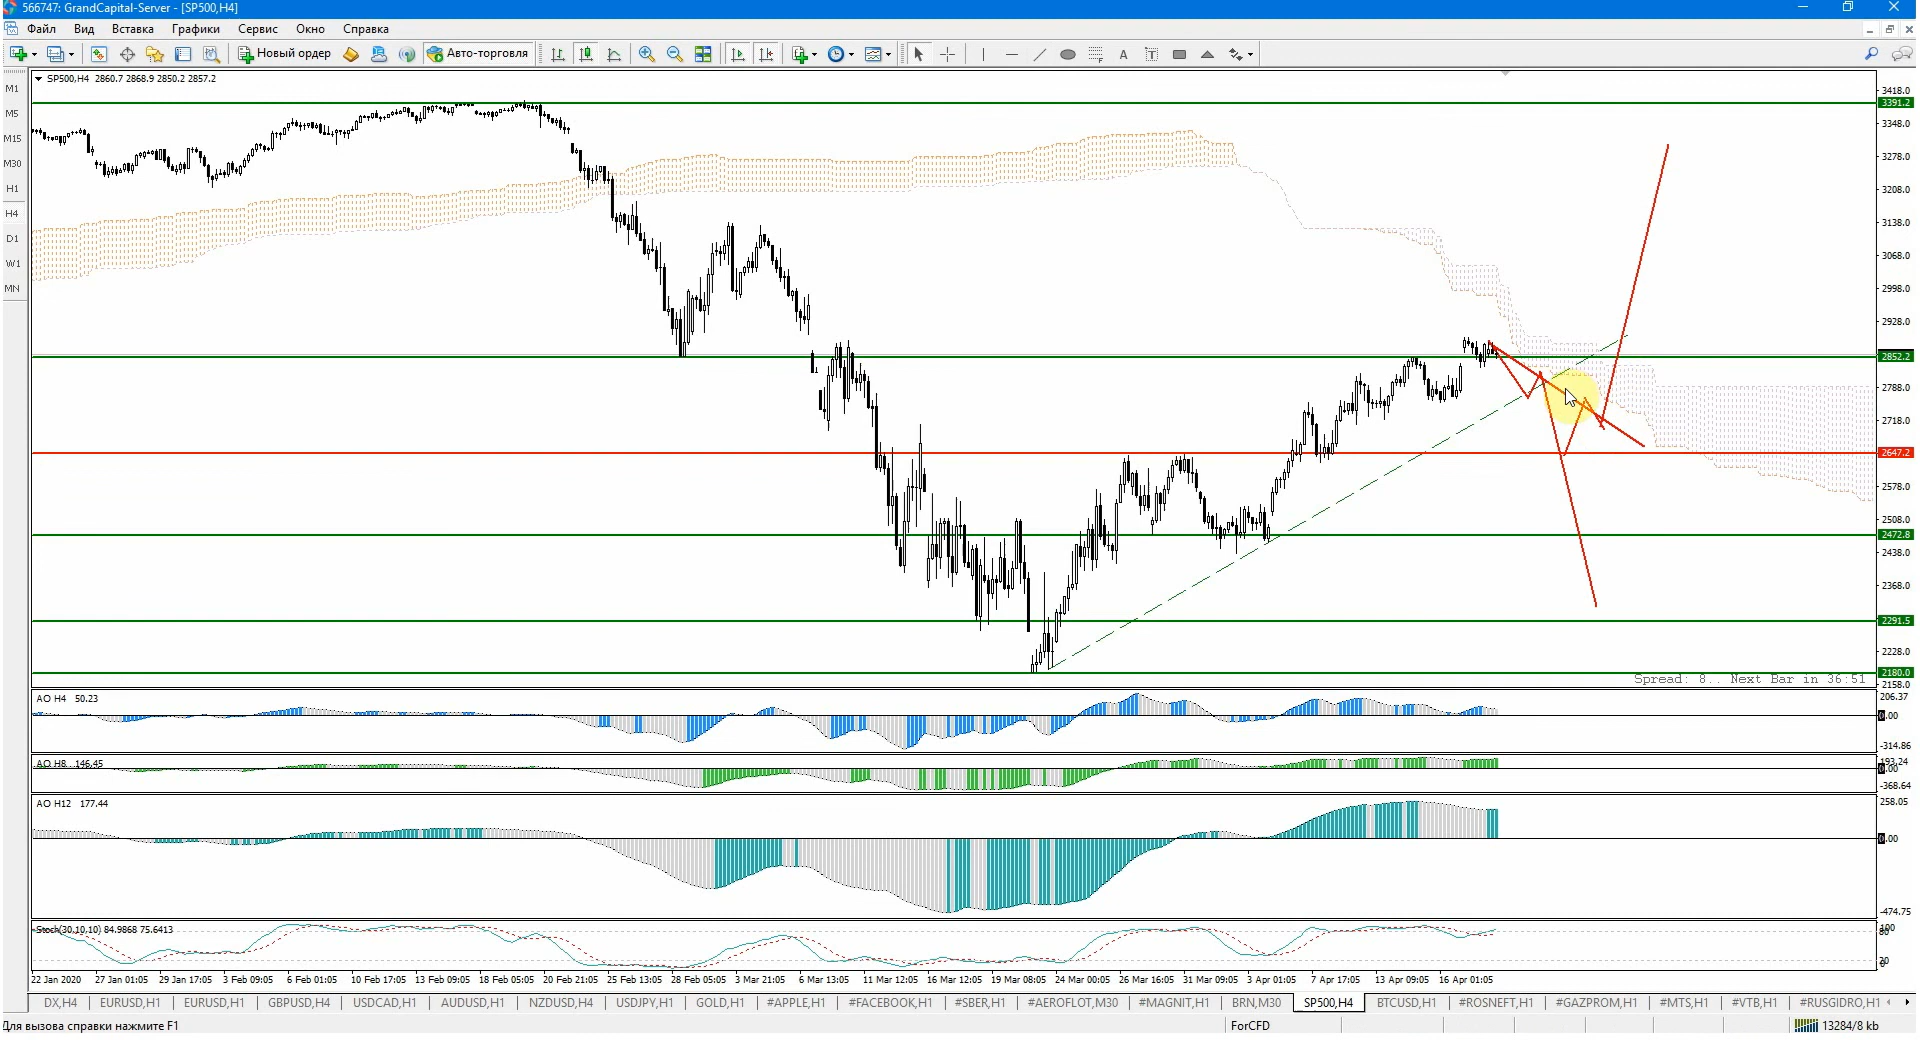 566747: GrandCapital-Server - [SP500,H4]
Файл Вид Вставка Графики Сервис Окно Справка
Новый ордер Авто-торговля
M1
M5
M15
M30
H1
H4
D1
W1
MN
SP500,H4 2860.7 2868.9 2850.2 2857.2
3418.0
3391.2
3348.0
3278.0
3208.0
3138.0
3068.0
2998.0
2928.0
2852.2
2788.0
2718.0
2647.2
2578.0
2508.0
2472.8
2438.0
2368.0
2291.5
2228.0
2180.0
2158.0
Spread: 8.. Next Bar in 36:51
AO H4 50.23
206.37
0.00
-314.86
AO H8 146.45
193.24
0.00
-368.64
AO H12 177.44
258.05
0.00
-474.75
Stoch(30,10,10) 84.9868 75.6413
100
80
20
0
22 Jan 2020 27 Jan 01:05 29 Jan 17:05 3 Feb 09:05 6 Feb 01:05 10 Feb 17:05 13 Feb 09:05 18 Feb 05:05 20 Feb 21:05 25 Feb 13:05 28 Feb 05:05 3 Mar 21:05 6 Mar 13:05 11 Mar 12:05 16 Mar 12:05 19 Mar 08:05 24 Mar 00:05 26 Mar 16:05 31 Mar 09:05 3 Apr 01:05 7 Apr 17:05 13 Apr 09:05 16 Apr 01:05
DX,H4 EURUSD,H1 EURUSD,H1 GBPUSD,H4 USDCAD,H1 AUDUSD,H1 NZDUSD,H4 USDJPY,H1 GOLD,H1 #APPLE,H1 #FACEBOOK,H1 #SBER,H1 #AEROFLOT,M30 #MAGNIT,H1 BRN,M30 SP500,H4 BTCUSD,H1 #ROSNEFT,H1 #GAZPROM,H1 #MTS,H1 #VTB,H1 #RUSGIDRO,H1
Для вызова справки нажмите F1 ForCFD 13284/8 kb